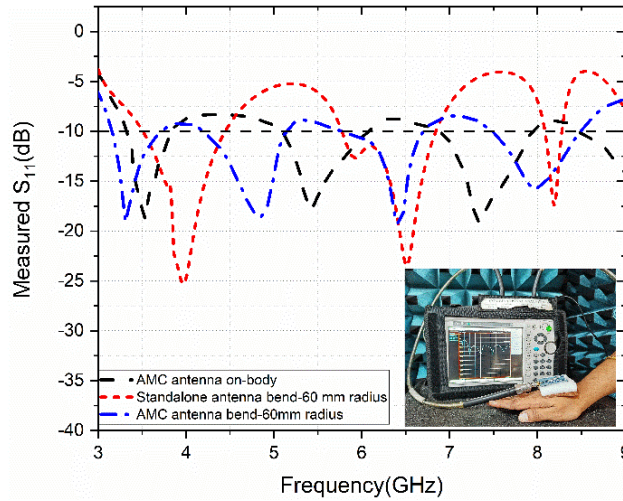 0
-5
-10
-15
-20
-25
-30
-35
-40
Measured S11(dB)
AMC antenna on-body
Standalone antenna bend-60 mm radius
AMC antenna bend-60mm radius
3 4 5 6 7 8 9
Frequency(GHz)